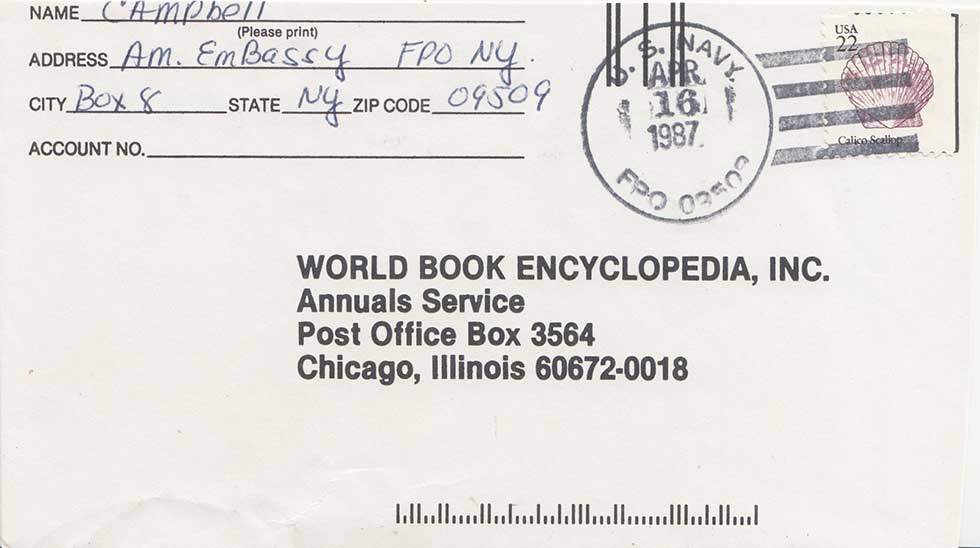 NAME CAmpbell
(Please print)
ADDRESS Am. EmBassy FPO NY.
CITY Box 8 STATE NY ZIP CODE 09509
ACCOUNT NO.
U. S. NAVY.
APR
16
1987
FPO 09509
USA
22
Calico Scallop
WORLD BOOK ENCYCLOPEDIA, INC.
Annuals Service
Post Office Box 3564
Chicago, Illinois 60672-0018